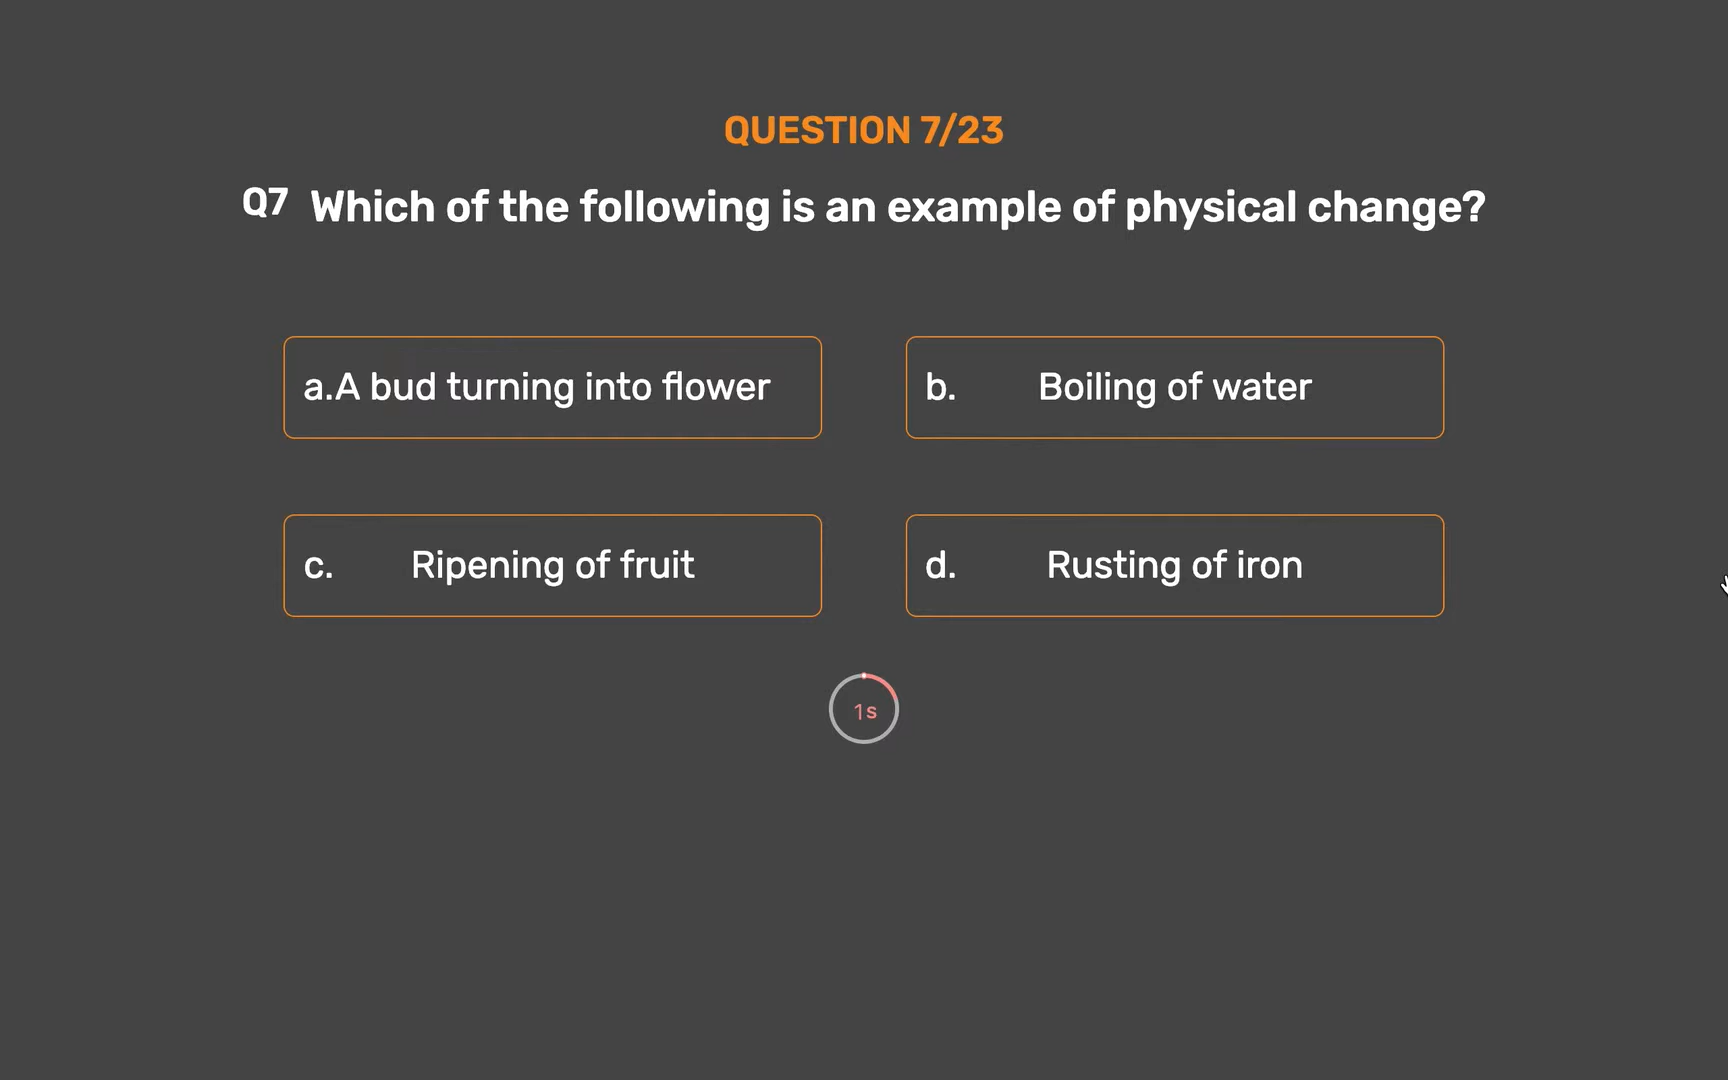 QUESTION 7/23
Q7 Which of the following is an example of physical change?
a.A bud turning into flower
b. Boiling of water
c. Ripening of fruit
d. Rusting of iron
1s